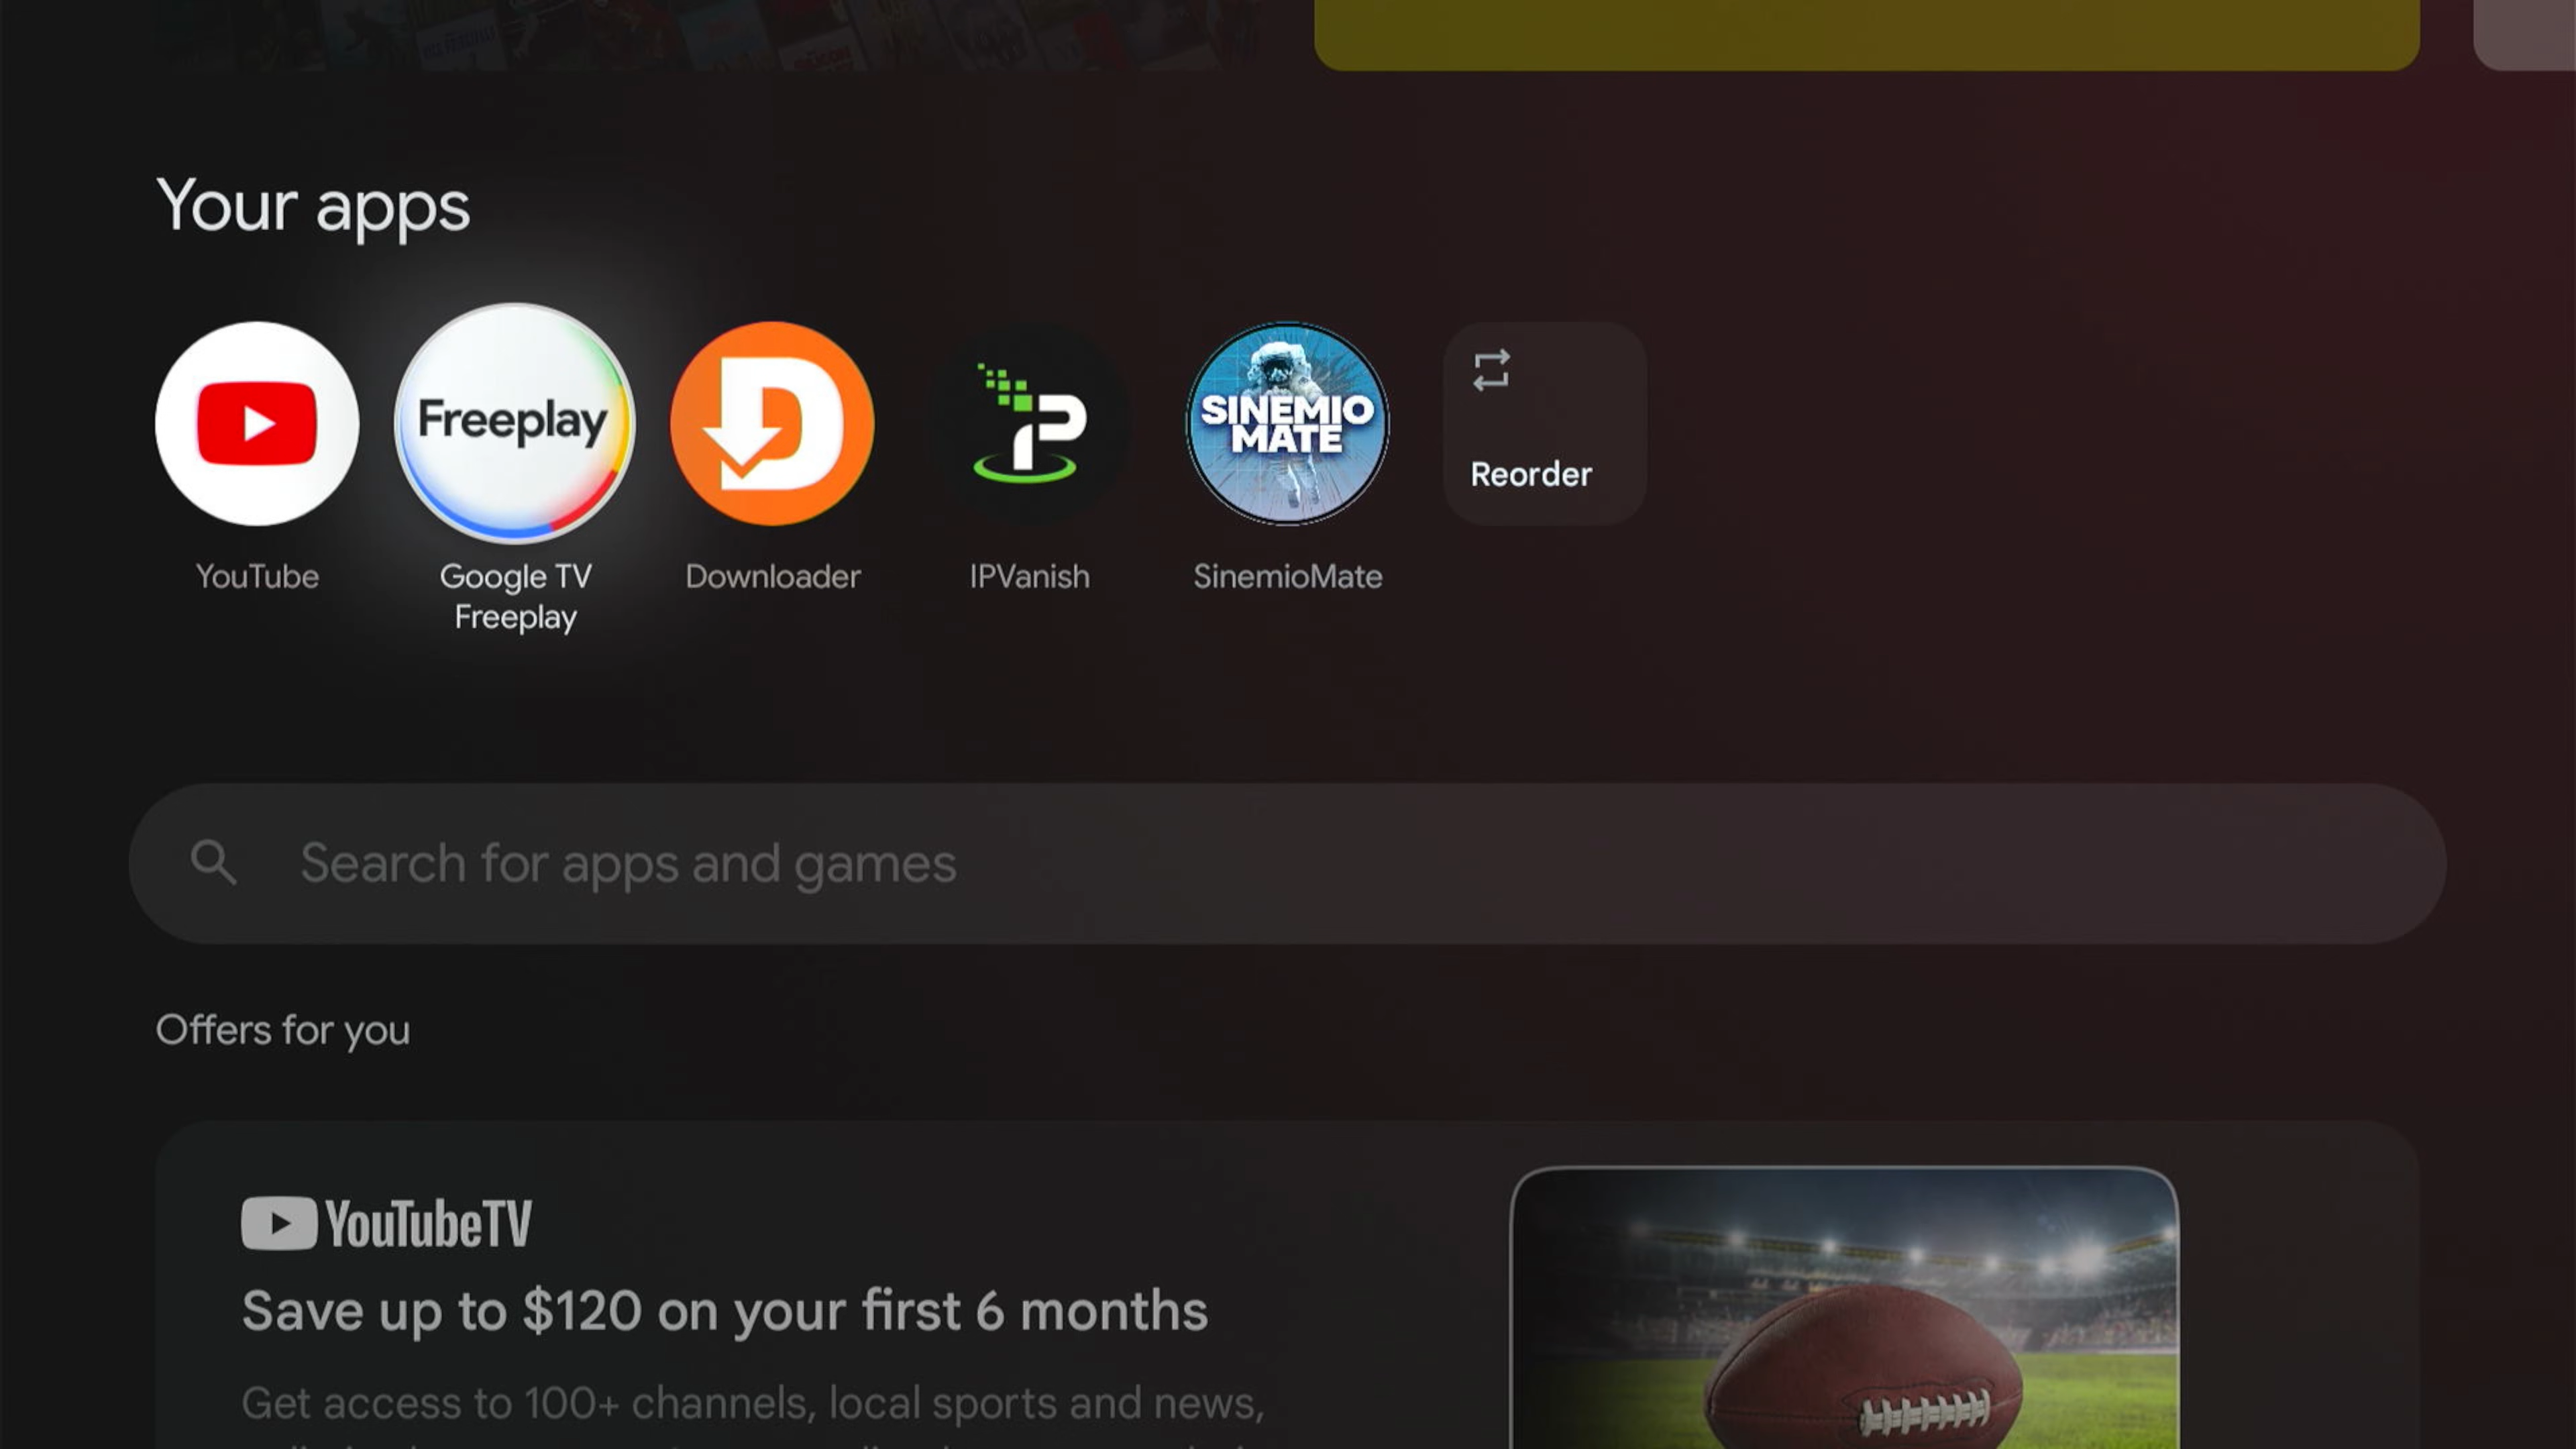 Your apps
Freeplay
SINEMIO
MATE
Reorder
YouTube
Google TV
Freeplay
Downloader
IPVanish
SinemioMate
Search for apps and games
Offers for you
YouTubeTV
Save up to $120 on your first 6 months
Get access to 100+ channels, local sports and news,